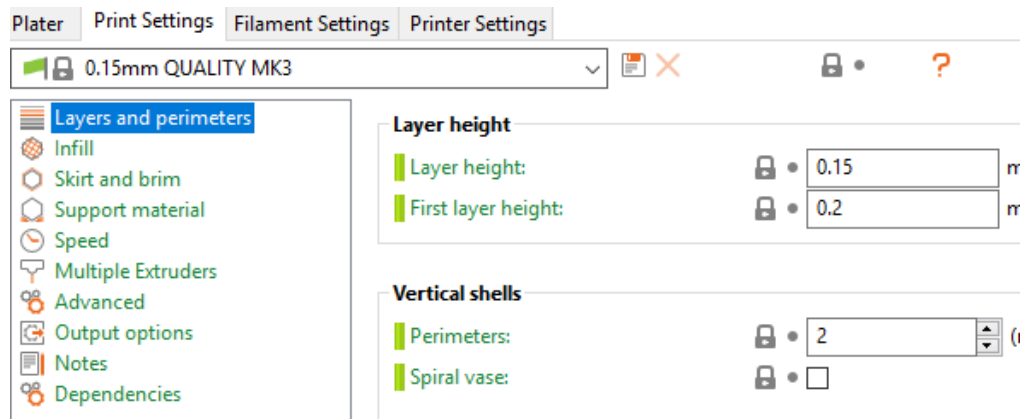 Plater Print Settings Filament Settings Printer Settings
0.15mm QUALITY MK3
?
Layers and perimeters
Infill
Skirt and brim
Support material
Speed
Multiple Extruders
Advanced
Output options
Notes
Dependencies
Layer height
Layer height: 0.15
First layer height: 0.2
Vertical shells
Perimeters: 2
Spiral vase: